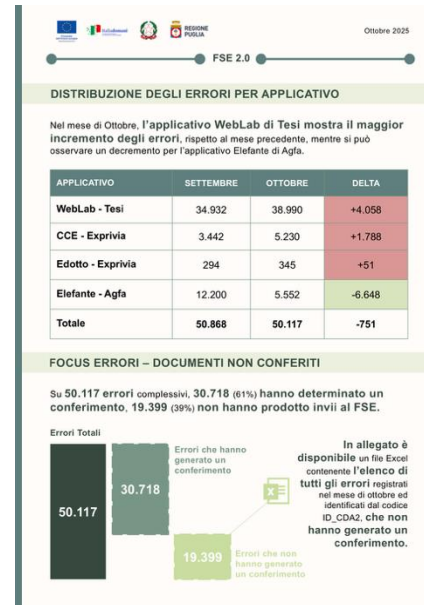 Italiadomani
REGIONE
PUGLIA
Ottobre 2025
FSE 2.0
DISTRIBUZIONE DEGLI ERRORI PER APPLICATIVO
Nel mese di Ottobre, l'applicativo WebLab di Tesi mostra il maggior
incremento degli errori, rispetto al mese precedente, mentre si può
osservare un decremento per l'applicativo Elefante di Agfa.
APPLICATIVO SETTEMBRE OTTOBRE DELTA
WebLab - Tesi 34.932 38.990 +4.058
CCE - Exprivia 3.442 5.230 +1.788
Edotto - Exprivia 294 345 +51
Elefante - Agfa 12.200 5.552 -6.648
Totale 50.868 50.117 -751
FOCUS ERRORI – DOCUMENTI NON CONFERITI
Su 50.117 errori complessivi, 30.718 (61%) hanno determinato un
conferimento, 19.399 (39%) non hanno prodotto invii al FSE.
Errori Totali
50.117
30.718
Errori che hanno
generato un
conferimento
19.399
Errori che non
hanno generato
un conferimento
In allegato è
disponibile un file Excel
contenente l'elenco di
tutti gli errori registrati
nel mese di ottobre ed
identificati dal codice
ID_CDA2, che non
hanno generato un
conferimento.